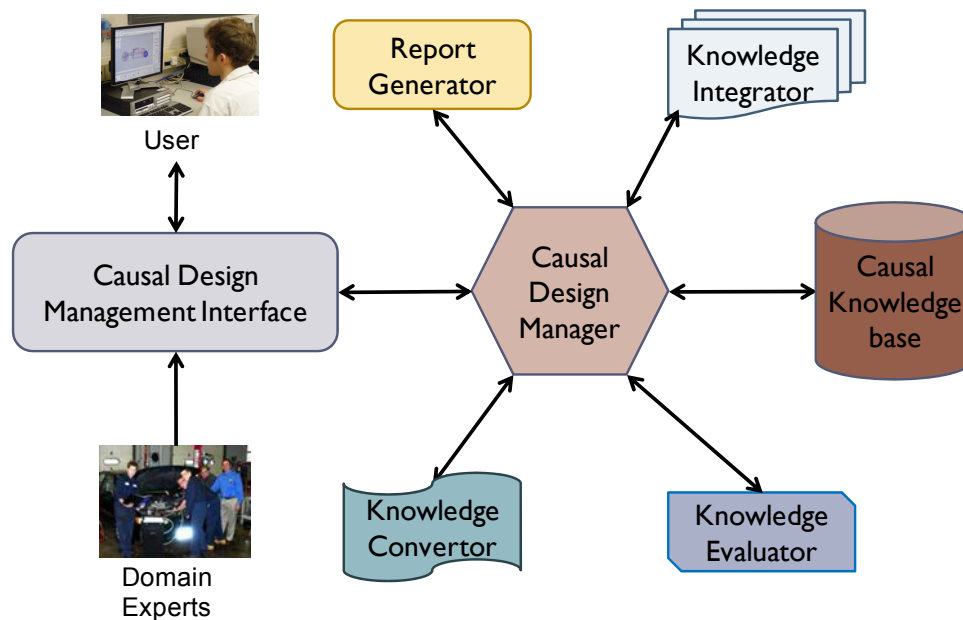 Report
Generator
Knowledge
Integrator
User
Causal Design
Management Interface
Causal
Design
Manager
Causal
Knowledge
base
Knowledge
Convertor
Knowledge
Evaluator
Domain
Experts